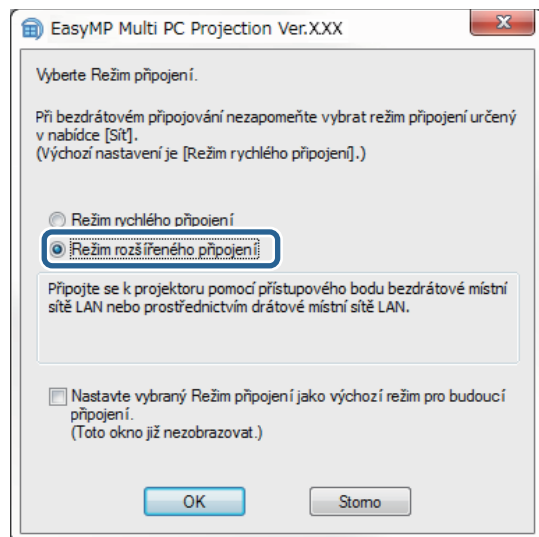 EasyMP Multi PC Projection Ver.X.XX
Vyberte Režim připojení.
Při bezdrátovém připojování nezapomeňte vybrat režim připojení určený
v nabídce [Síť].
(Výchozí nastavení je [Režim rychlého připojení].)
Režim rychlého připojení
Režim rozšířeného připojení
Připojte se k projektoru pomocí přístupového bodu bezdrátové místní
sítě LAN nebo prostřednictvím drátové místní sítě LAN.
Nastavte vybraný Režim připojení jako výchozí režim pro budoucí
připojení.
(Toto okno již nezobrazovat.)
OK
Storno